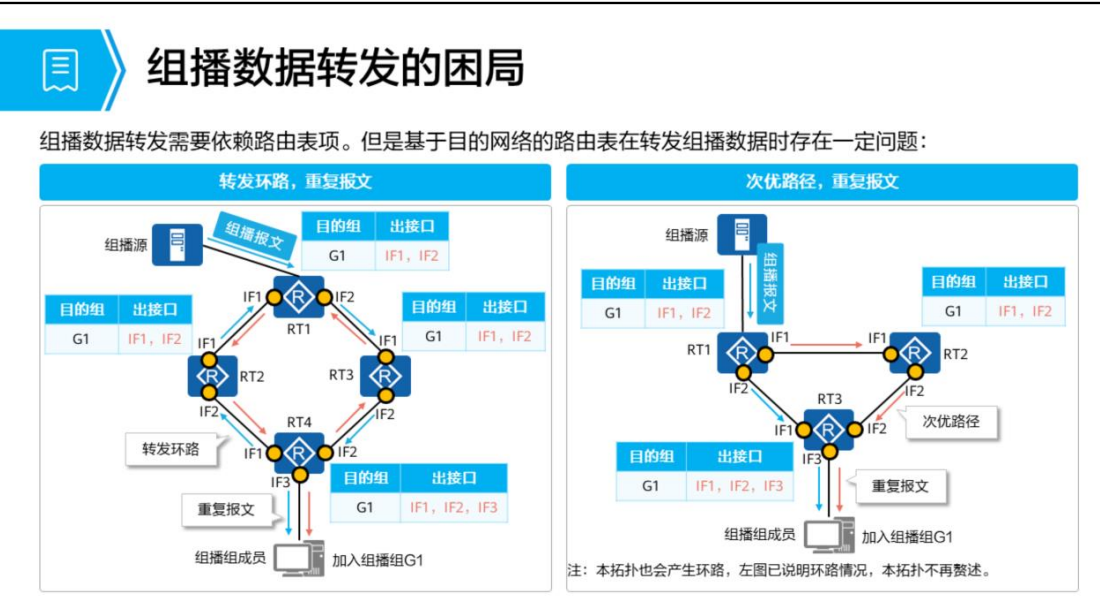 组播数据转发的困局
组播数据转发需要依赖路由表项。但是基于目的网络的路由表在转发组播数据时存在一定问题：
转发环路，重复报文
组播源
组播报文
目的组 出接口
G1 IF1，IF2
目的组 出接口
G1 IF1，IF2
IF1
IF2
RT1
目的组 出接口
G1 IF1，IF2
IF1
R
RT2
IF2
RT3
R
IF1
IF2
转发环路
RT4
IF1
R
IF2
IF3
目的组 出接口
G1 IF1，IF2，IF3
重复报文
组播组成员
加入组播组G1
次优路径，重复报文
组播源
组播报文
目的组 出接口
G1 IF1，IF2
目的组 出接口
G1 IF1，IF2
RT1
R
IF1
IF2
IF1
R
RT2
IF2
次优路径
RT3
IF1
R
IF2
IF3
目的组 出接口
G1 IF1，IF2，IF3
重复报文
组播组成员
加入组播组G1
注：本拓扑也会产生环路，左图已说明环路情况，本拓扑不再赘述。